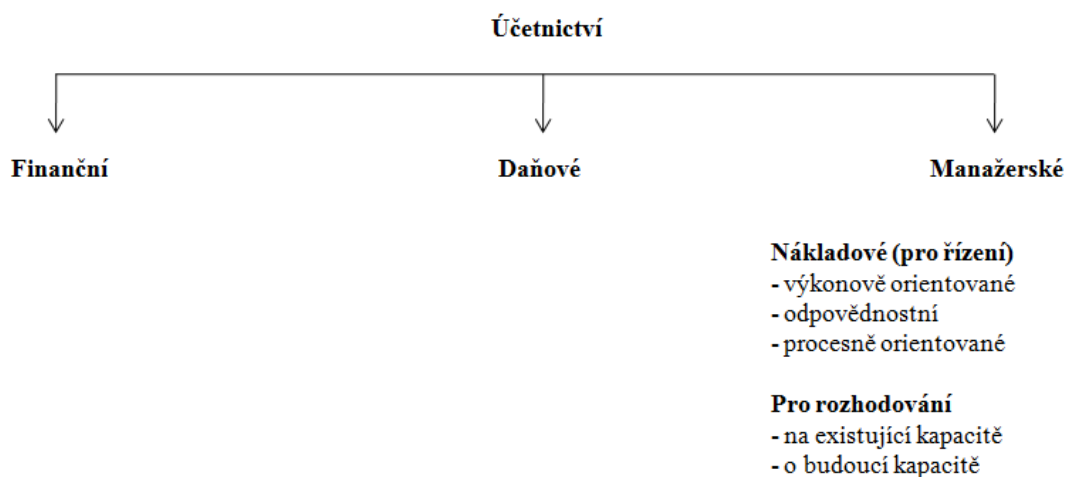 Účetnictví
Finanční
Daňové
Manažerské
Nákladové (pro řízení)
- výkonově orientované
- odpovědnostní
- procesně orientované
Pro rozhodování
- na existující kapacitě
- o budoucí kapacitě